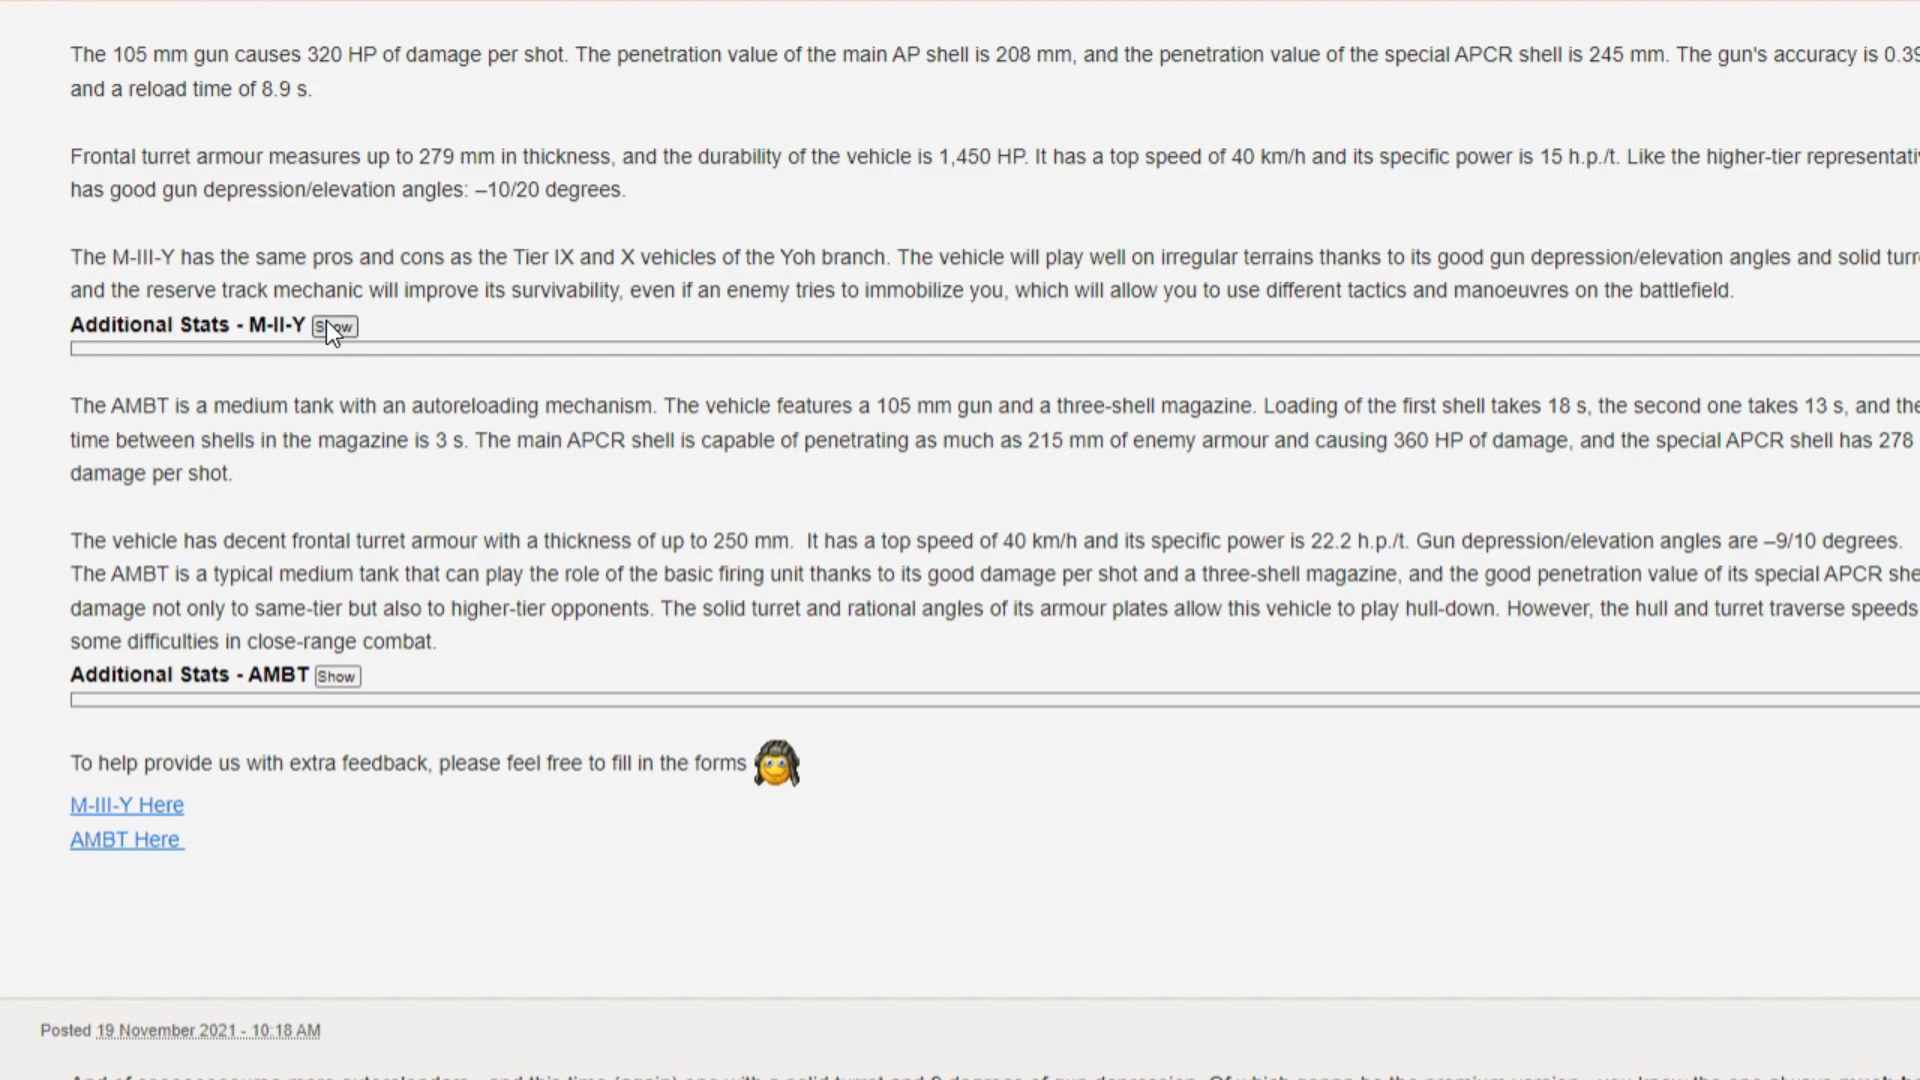 The 105 mm gun causes 320 HP of damage per shot. The penetration value of the main AP shell is 208 mm, and the penetration value of the special APCR shell is 245 mm. The gun's accuracy is 0.39
and a reload time of 8.9 s.
Frontal turret armour measures up to 279 mm in thickness, and the durability of the vehicle is 1,450 HP. It has a top speed of 40 km/h and its specific power is 15 h.p./t. Like the higher-tier
has good gun depression/elevation angles: –10/20 degrees.
The M-III-Y has the same pros and cons as the Tier IX and X vehicles of the Yoh branch. The vehicle will play well on irregular terrains thanks to its good gun depression/elevation angles and solid
and the reserve track mechanic will improve its survivability, even if an enemy tries to immobilize you, which will allow you to use different tactics and manoeuvres on the battlefield.
Additional Stats - M-II-Y Show
The AMBT is a medium tank with an autoreloading mechanism. The vehicle features a 105 mm gun and a three-shell magazine. Loading of the first shell takes 18 s, the second one takes 13 s, and the
time between shells in the magazine is 3 s. The main APCR shell is capable of penetrating as much as 215 mm of enemy armour and causing 360 HP of damage, and the special APCR shell has 278
damage per shot.
The vehicle has decent frontal turret armour with a thickness of up to 250 mm. It has a top speed of 40 km/h and its specific power is 22.2 h.p./t. Gun depression/elevation angles are –9/10 degrees.
The AMBT is a typical medium tank that can play the role of the basic firing unit thanks to its good damage per shot and a three-shell magazine, and the good penetration value of its special APCR
damage not only to same-tier but also to higher-tier opponents. The solid turret and rational angles of its armour plates allow this vehicle to play hull-down. However, the hull and turret traverse speeds
some difficulties in close-range combat.
Additional Stats - AMBT Show
To help provide us with extra feedback, please feel free to fill in the forms
M-III-Y Here
AMBT Here
Posted 19 November 2021 - 10:18 AM